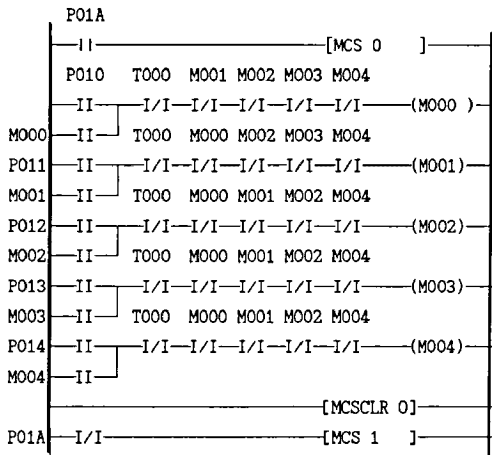 P01A
[MCS 0 ]
P010 T000 M001 M002 M003 M004
(M000 )
M000 T000 M000 M002 M003 M004
P011 (M001)
M001 T000 M000 M001 M002 M004
P012 (M002)
M002 T000 M000 M001 M002 M004
P013 (M003)
M003 T000 M000 M001 M002 M004
P014 (M004)
M004
[MCSCLR 0]
P01A [MCS 1 ]